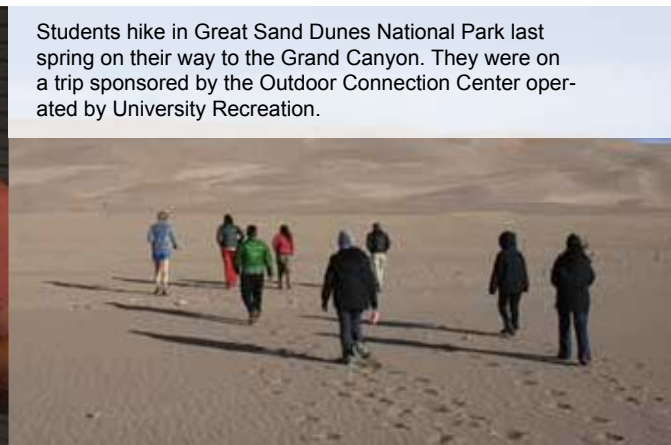 Students hike in Great Sand Dunes National Park last
spring on their way to the Grand Canyon. They were on
a trip sponsored by the Outdoor Connection Center oper-
ated by University Recreation.